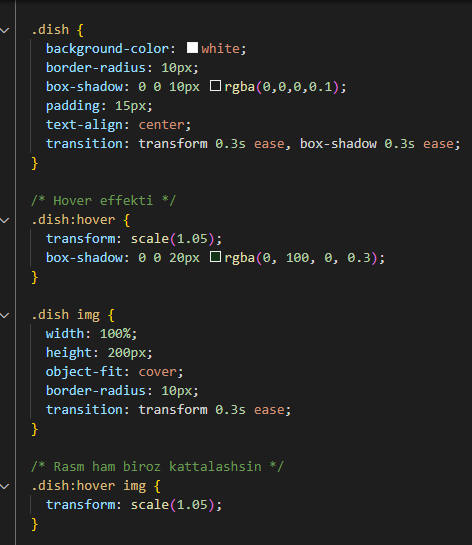 .dish {
  background-color: white;
  border-radius: 10px;
  box-shadow: 0 0 10px rgba(0,0,0,0.1);
  padding: 15px;
  text-align: center;
  transition: transform 0.3s ease, box-shadow 0.3s ease;
}

/* Hover effekti */
.dish:hover {
  transform: scale(1.05);
  box-shadow: 0 0 20px rgba(0, 100, 0, 0.3);
}

.dish img {
  width: 100%;
  height: 200px;
  object-fit: cover;
  border-radius: 10px;
  transition: transform 0.3s ease;
}

/* Rasm ham biroz kattalashsin */
.dish:hover img {
  transform: scale(1.05);
}